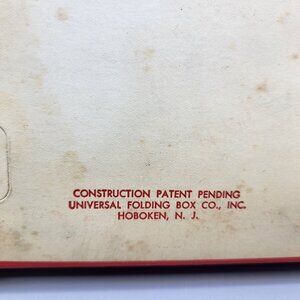 CONSTRUCTION PATENT PENDING
UNIVERSAL FOLDING BOX CO., INC.
HOBOKEN, N. J.